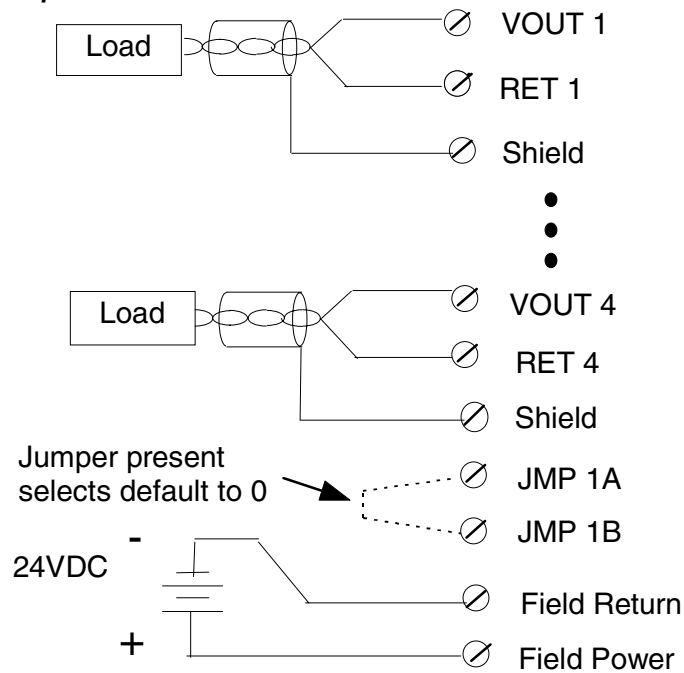 Load
VOUT 1
RET 1
Shield
Load
VOUT 4
RET 4
Shield
Jumper present
selects default to 0
JMP 1A
JMP 1B
-
24VDC
+
Field Return
Field Power